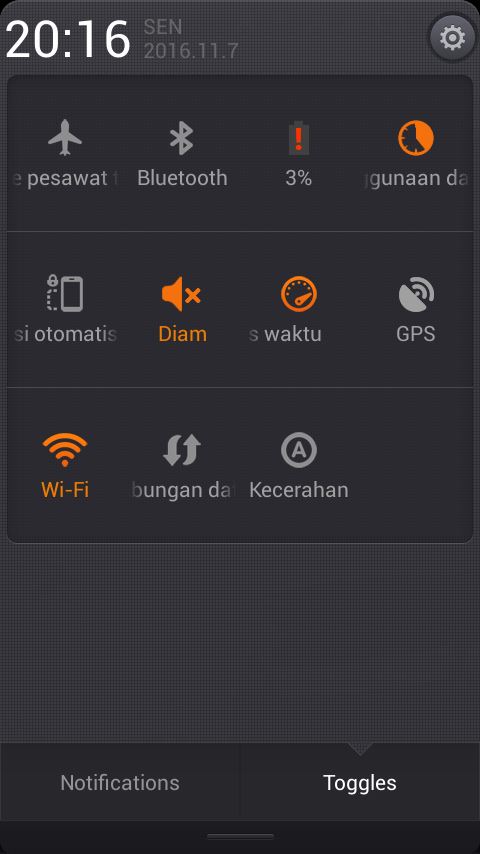 20:16
SEN
2016.11.7
e pesawat
Bluetooth
3%
ggunaan da
si otomatis
Diam
s waktu
GPS
Wi-Fi
bungan da
Kecerahan
Notifications
Toggles